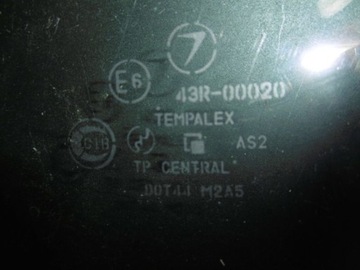 E6
43R-00020
TEMPALEX
AS2
TP CENTRAL
DOT44 M2A5